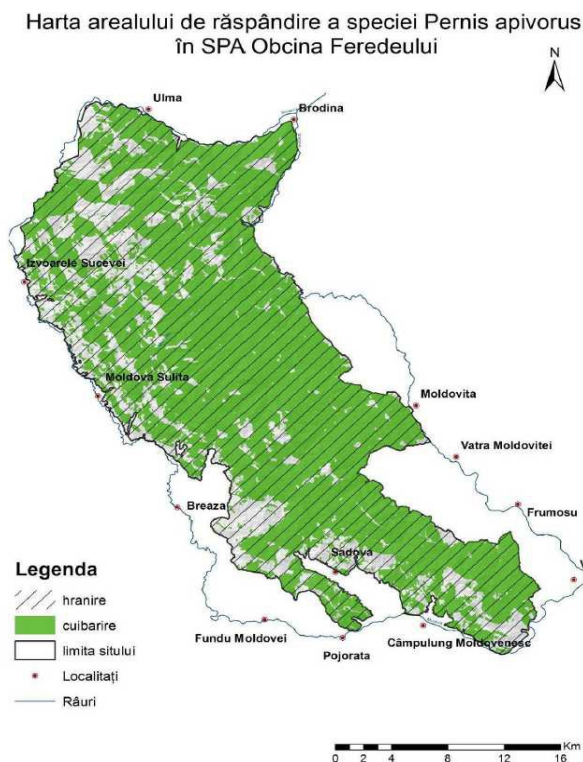 Harta arealului de răspândire a speciei Pernis apivorus
în SPA Obcina Feredeului
N
Ulma
Brodina
Izvoarele Sucevei
Moldova Sulita
Moldovita
Vatra Moldovitei
Breaza
Frumosu
Sadova
Fundu Moldovei
Câmpulung Moldovenesc
Pojorata
Legenda
hranire
cuibarire
limita sitului
Localitați
Râuri
Km
0 2 4 8 12 16